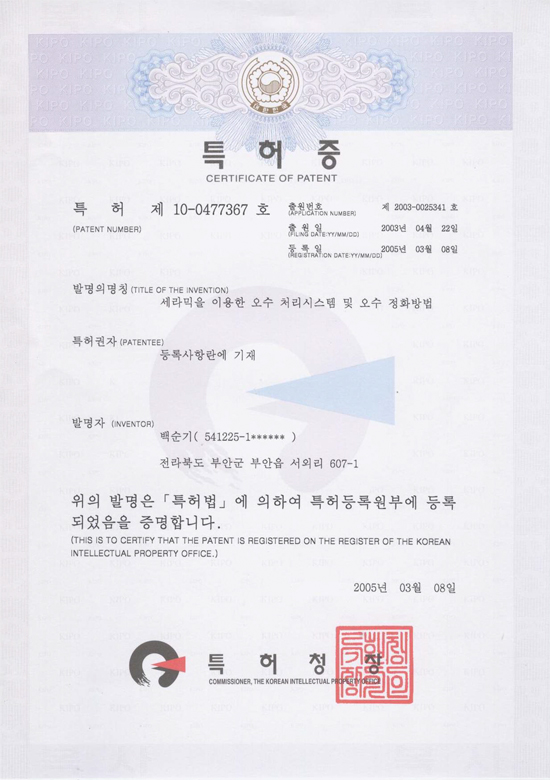 대한민국
특허증
CERTIFICATE OF PATENT
특 허 제 10-0477367 호
(PATENT NUMBER)
출원번호 제 2003-0025341 호
(APPLICATION NUMBER)
출원일 2003년 04월 22일
(FILING DATE:YY/MM/DD)
등록일 2005년 03월 08일
(REGISTRATION DATE:YY/MM/DD)
발명의명칭 (TITLE OF THE INVENTION)
세라믹을 이용한 오수 처리시스템 및 오수 정화방법
특허권자 (PATENTEE)
등록사항란에 기재
발명자 (INVENTOR)
백순기( 541225-1****** )
전라북도 부안군 부안읍 서외리 607-1
위의 발명은「특허법」에 의하여 특허등록원부에 등록
되었음을 증명합니다.
(THIS IS TO CERTIFY THAT THE PATENT IS REGISTERED ON THE REGISTER OF THE KOREAN
INTELLECTUAL PROPERTY OFFICE.)
2005년 03월 08일
특 허 청 장
COMMISSIONER, THE KOREAN INTELLECTUAL PROPERTY OFFICE